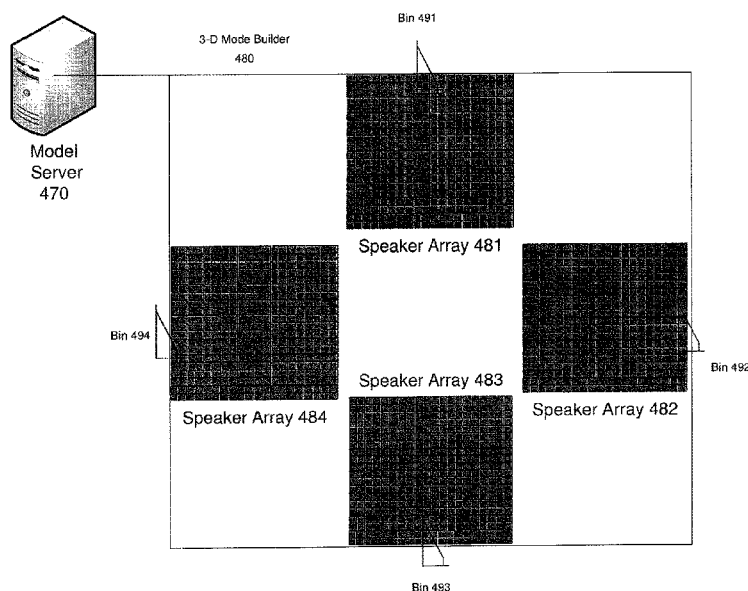 Bin 491
3-D Mode Builder
480
Model
Server
470
Speaker Array 481
Bin 494
Speaker Array 483
Bin 492
Speaker Array 484
Speaker Array 482
Bin 493